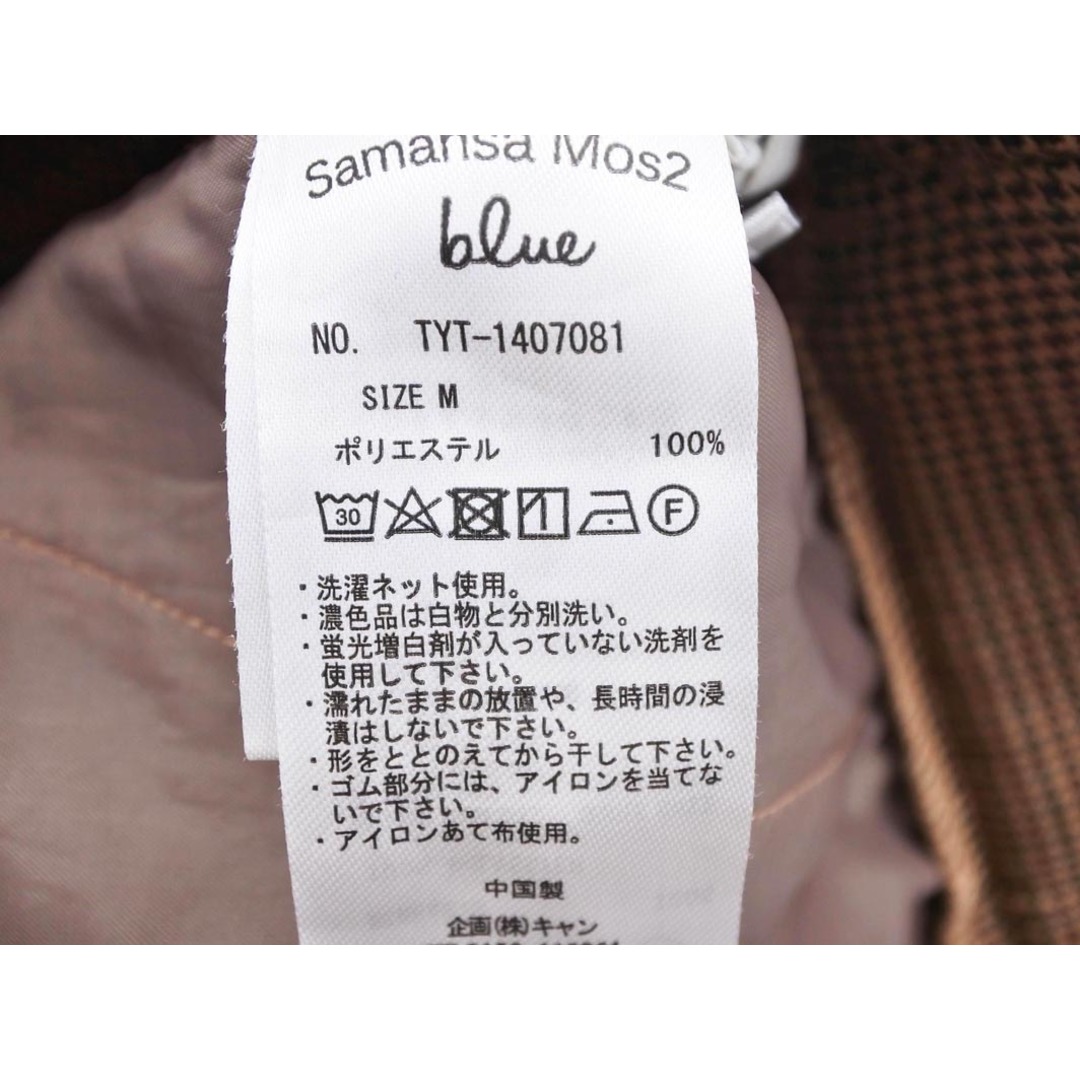 Samansa Mos2
blue
NO. TYT-1407081
SIZE M
ポリエステル 100%
30 F
・洗濯ネット使用。
・濃色品は白物と分別洗い。
・蛍光増白剤が入っていない洗剤を
使用して下さい。
・濡れたままの放置や、長時間の浸
漬はしないで下さい。
・形をととのえてから干して下さい。
・ゴム部分には、アイロンを当てな
いで下さい。
・アイロンあて布使用。
中国製
企画(株)キャン